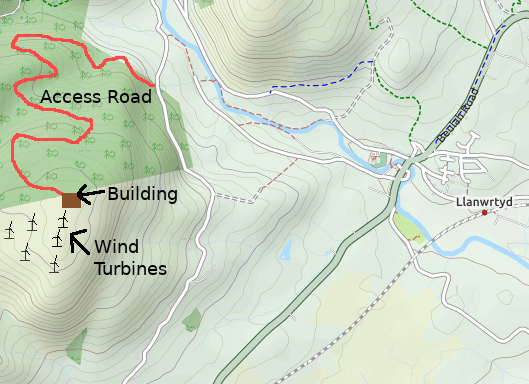 Access Road
Beulah Road
Building
Llanwrtyd
Wind
Turbines